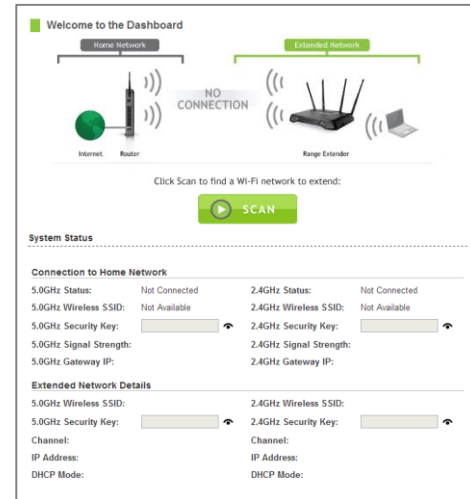 Welcome to the Dashboard
Home Network
Extended Network
NO
CONNECTION
Internet Router Range Extender
Click Scan to find a Wi-Fi network to extend:
SCAN
System Status
Connection to Home Network
5.0GHz Status: Not Connected 2.4GHz Status: Not Connected
5.0GHz Wireless SSID: Not Available 2.4GHz Wireless SSID: Not Available
5.0GHz Security Key: 2.4GHz Security Key:
5.0GHz Signal Strength: 2.4GHz Signal Strength:
5.0GHz Gateway IP: 2.4GHz Gateway IP:
Extended Network Details
5.0GHz Wireless SSID: 2.4GHz Wireless SSID:
5.0GHz Security Key: 2.4GHz Security Key:
Channel: Channel:
IP Address: IP Address:
DHCP Mode: DHCP Mode: